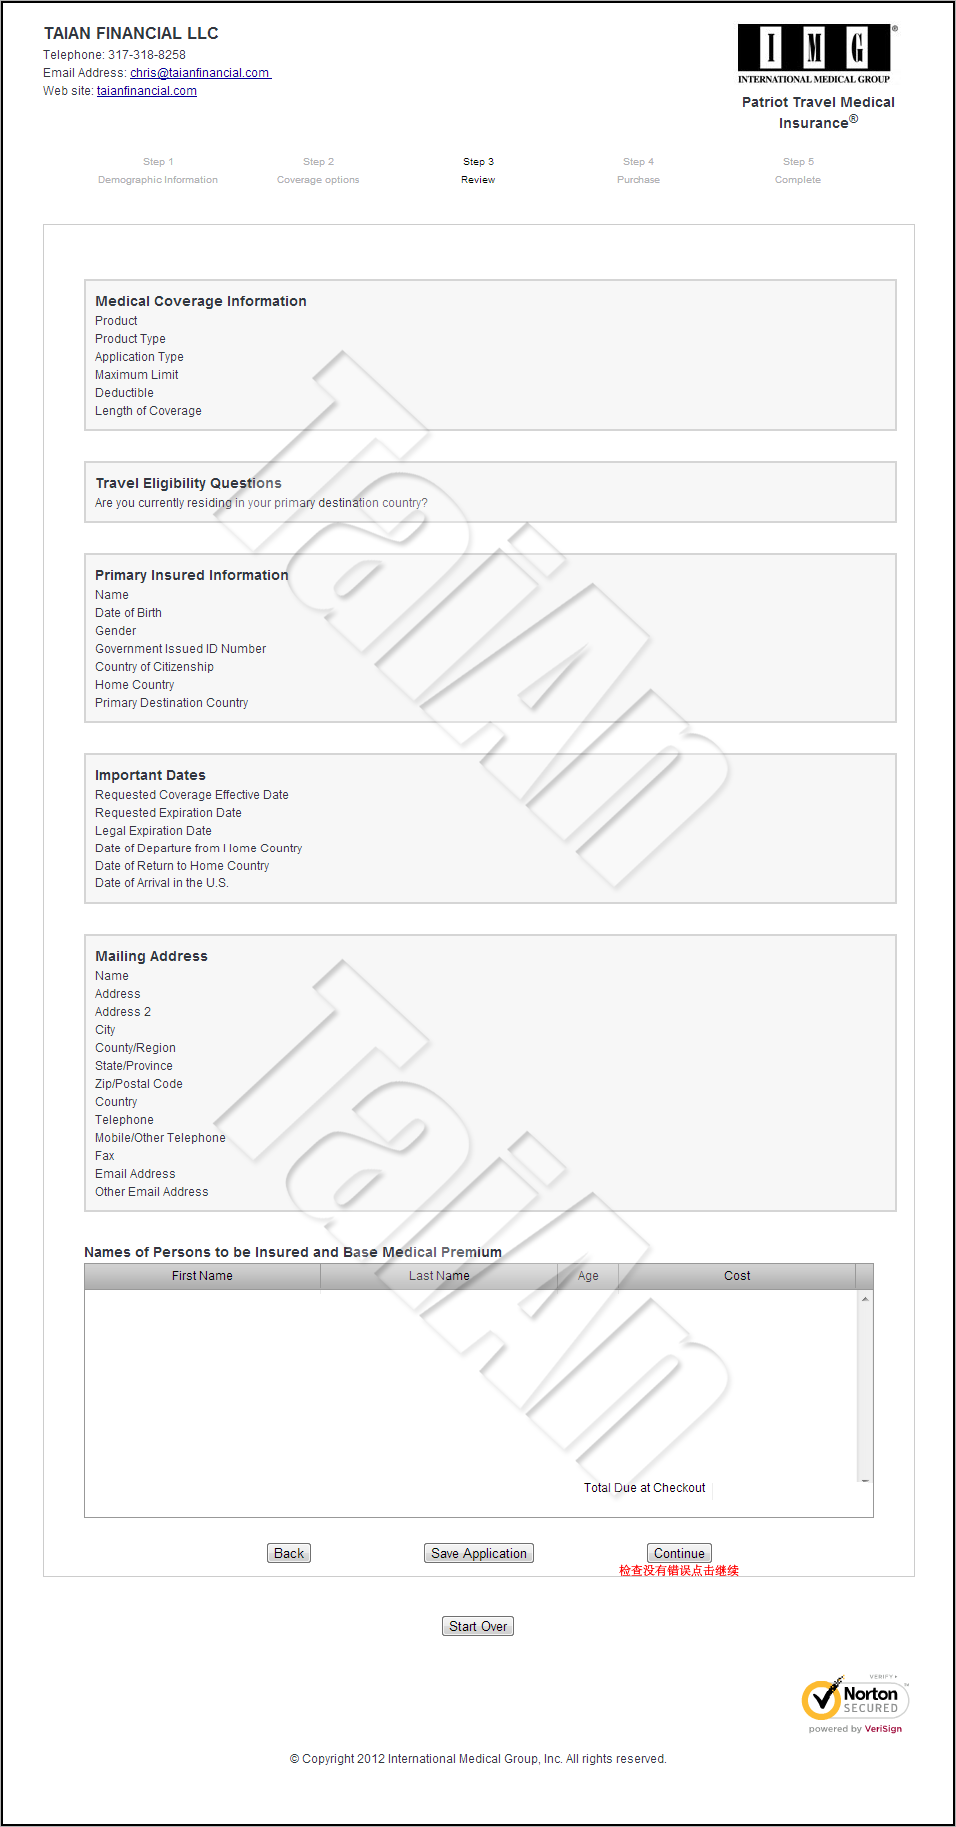 TAIAN FINANCIAL LLC
Telephone: 317-318-8258
Email Address: chris@taianfinancial.com
Web site: taianfinancial.com
IMG®
INTERNATIONAL MEDICAL GROUP
Patriot Travel Medical
Insurance®
Step 1 Step 2 Step 3 Step 4 Step 5
Demographic Information Coverage options Review Purchase Complete
Medical Coverage Information
Product
Product Type
Application Type
Maximum Limit
Deductible
Length of Coverage
Travel Eligibility Questions
Are you currently residing in your primary destination country?
Primary Insured Information
Name
Date of Birth
Gender
Government Issued ID Number
Country of Citizenship
Home Country
Primary Destination Country
TaiAn
Important Dates
Requested Coverage Effective Date
Requested Expiration Date
Legal Expiration Date
Date of Departure from Home Country
Date of Return to Home Country
Date of Arrival in the U.S.
Mailing Address
Name
Address
Address 2
City
County/Region
State/Province
Zip/Postal Code
Country
Telephone
Mobile/Other Telephone
Fax
Email Address
Other Email Address
TaiAn
Names of Persons to be Insured and Base Medical Premium
First Name Last Name Age Cost
Total Due at Checkout
Back Save Application Continue
检查没有错误点击继续
Start Over
VERIFY
Norton™
SECURED
powered by VeriSign
© Copyright 2012 International Medical Group, Inc. All rights reserved.